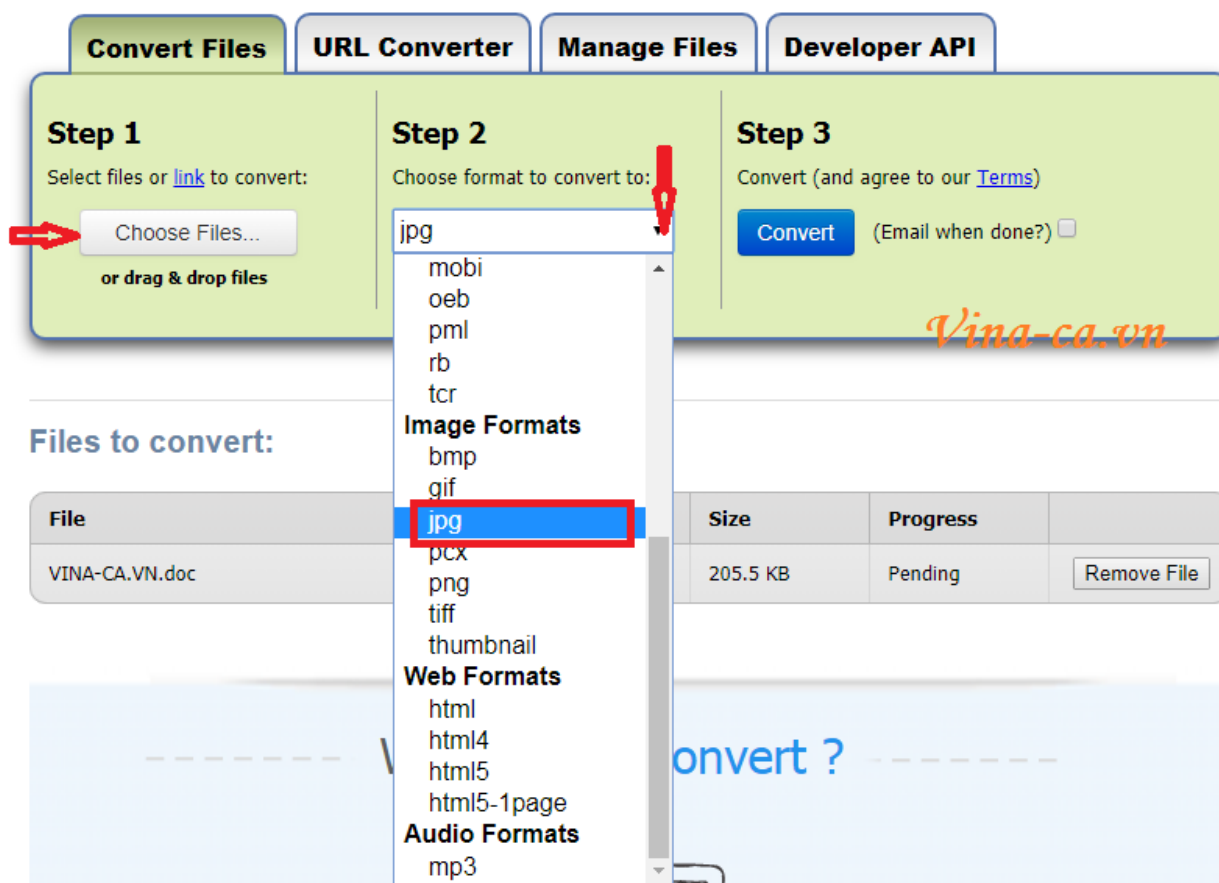 Convert Files
URL Converter
Manage Files
Developer API
Step 1
Select files or link to convert:
Choose Files...
or drag & drop files
Step 2
Choose format to convert to:
jpg
mobi
oeb
pml
rb
tcr
Image Formats
bmp
gif
jpg
pcx
png
tiff
thumbnail
Web Formats
html
html4
html5
html5-1page
Audio Formats
mp3
Step 3
Convert (and agree to our Terms)
Convert (Email when done?)
Vina-ca.vn
Files to convert:
File Size Progress
VINA-CA.VN.doc 205.5 KB Pending Remove File
onvert ?